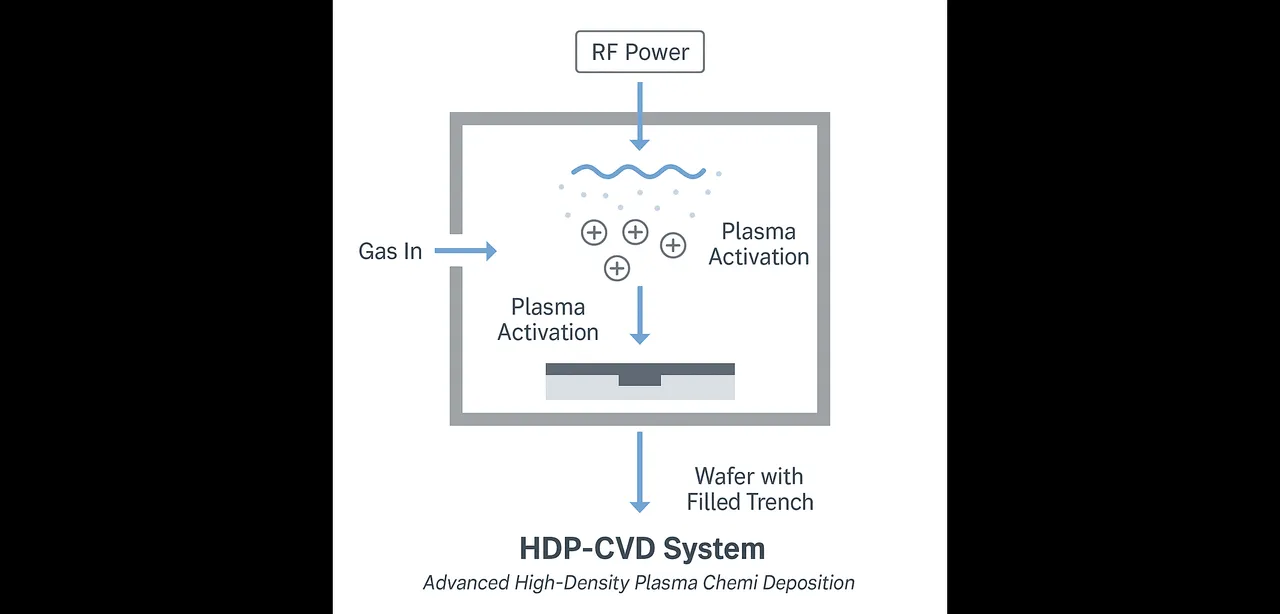 RF Power
Gas In
Plasma
Activation
Plasma
Activation
Wafer with
Filled Trench
HDP-CVD System
Advanced High-Density Plasma Chemi Deposition